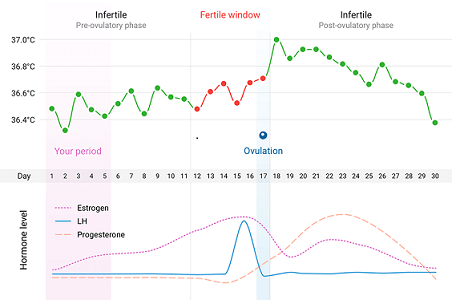 Infertile
Pre-ovulatory phase
Fertile window
Infertile
Post-ovulatory phase
37.0°C
36.8°C
36.6°C
36.4°C
Your period
Ovulation
Day 1 2 3 4 5 6 7 8 9 10 11 12 13 14 15 16 17 18 19 20 21 22 23 24 25 26 27 28 29 30
Hormone level
Estrogen
LH
Progesterone